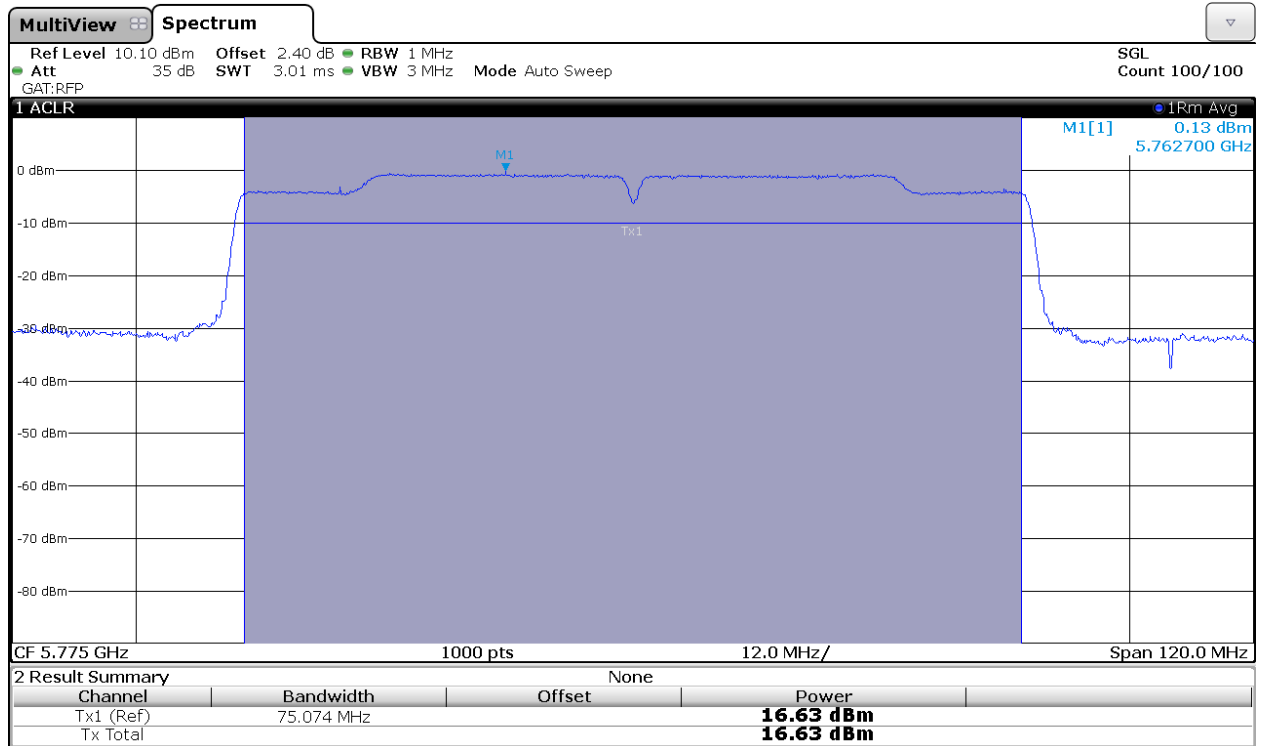 MultiView Spectrum
Ref Level 10.10 dBm Offset 2.40 dB RBW 1 MHz SGL
Att 35 dB SWT 3.01 ms VBW 3 MHz Mode Auto Sweep Count 100/100
GAT:RFP
1 ACLR 1Rm Avg
M1[1] 0.13 dBm
5.762700 GHz
M1
0 dBm
-10 dBm
Tx1
-20 dBm
-30 dBm
-40 dBm
-50 dBm
-60 dBm
-70 dBm
-80 dBm
CF 5.775 GHz 1000 pts 12.0 MHz/ Span 120.0 MHz
2 Result Summary None
Channel Bandwidth Offset Power
Tx1 (Ref) 75.074 MHz 16.63 dBm
Tx Total 16.63 dBm